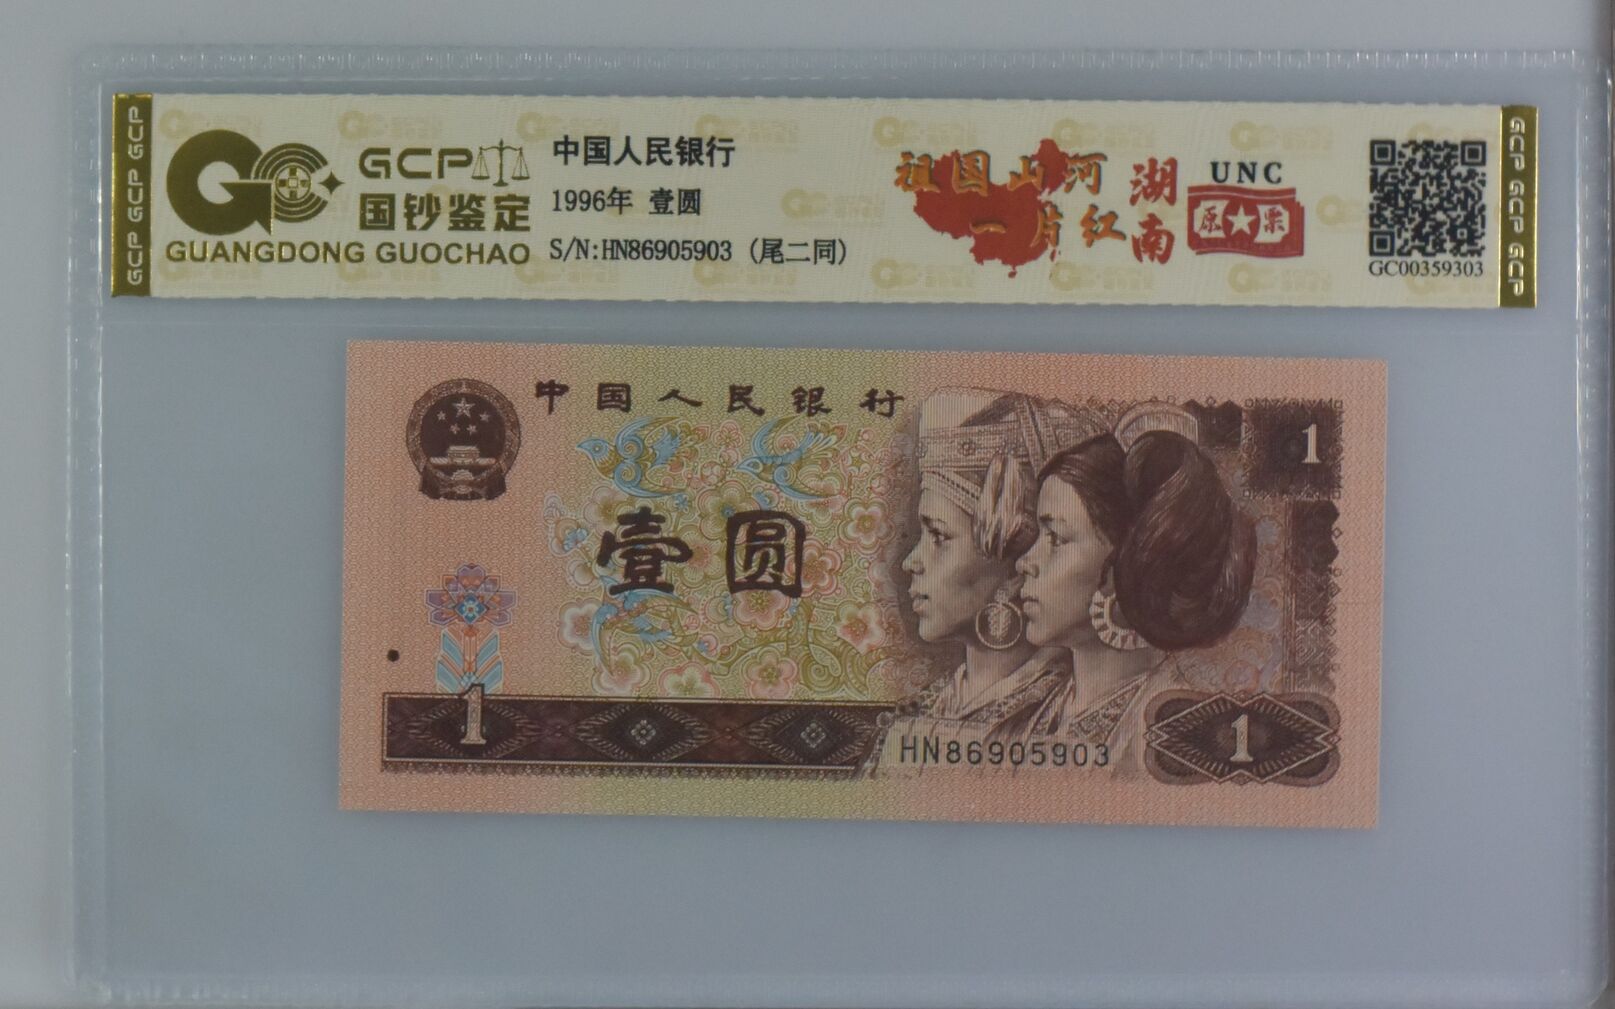 GCP GCP GCP
GCP
国钞鉴定
GUANGDONG GUOCHAO
中国人民银行
1996年 壹圆
S/N:HN86905903 (尾二同)
祖国山河
一片红
湖南
UNC
原★票
GC00359303
GCP GCP GCP
中国人民银行
1
壹圆
1
HN86905903
1